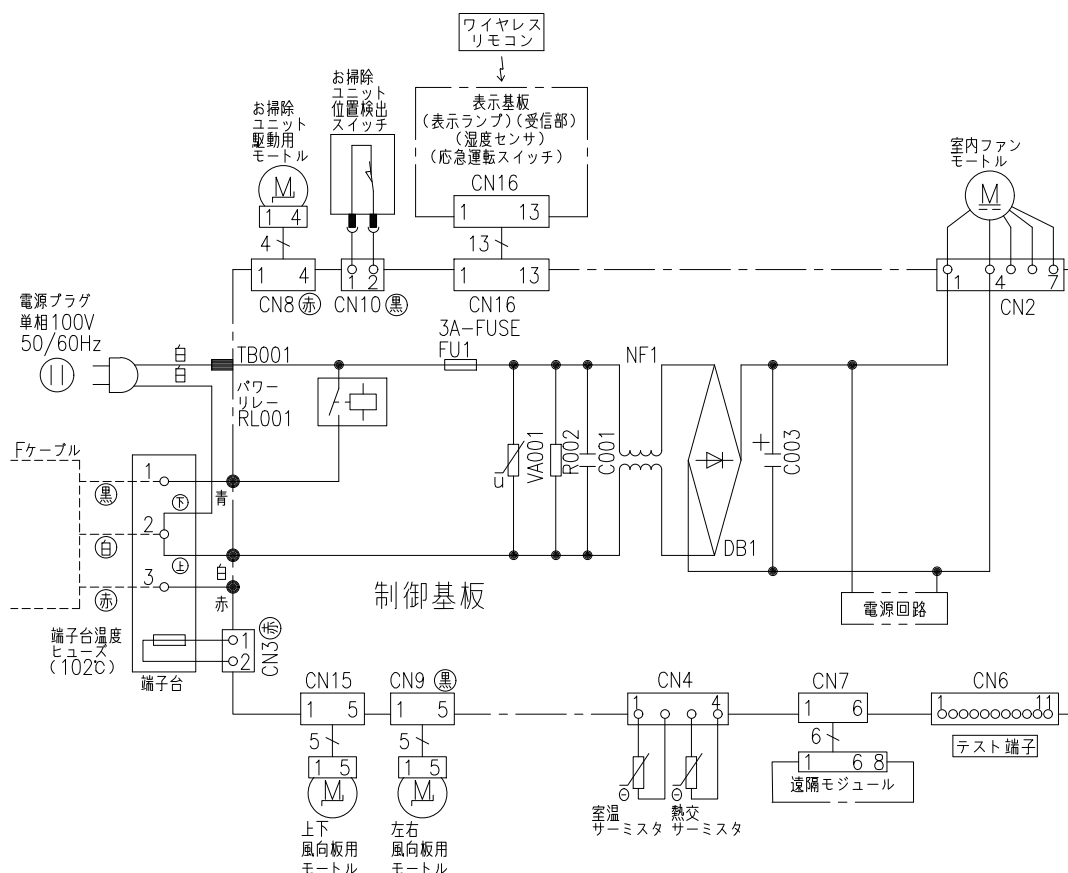 ワイヤレス
リモコン
お掃除
ユニット
位置検出
スイッチ
お掃除
ユニット
駆動用
モートル
表示基板
(表示ランプ)(受信部)
(湿度センサ)
(応急運転スイッチ)
CN16
1 13
室内ファン
モートル
M
M
1 4
4
13
1 4
1 2
1 13
1 4 7
CN8 赤
CN10 黒
CN16
CN2
電源プラグ
単相100V
50/60Hz
白
白
TB001
3A-FUSE
FU1
NF1
パワー
リレー
RL001
Fケーブル
1
黒
下
青
2
白
上
白
3
赤
赤
u
VA001
R002
C001
+
C003
DB1
制御基板
電源回路
端子台温度
ヒューズ
(102℃)
端子台
1
2
CN3 赤
CN15
CN9 黒
CN4
CN7
CN6
1 5
1 5
1 4
1 6
1 11
5
5
6
テスト端子
1 5
1 5
1 6 8
M
M
遠隔モジュール
上下
風向板用
モートル
左右
風向板用
モートル
室温
サーミスタ
熱交
サーミスタ